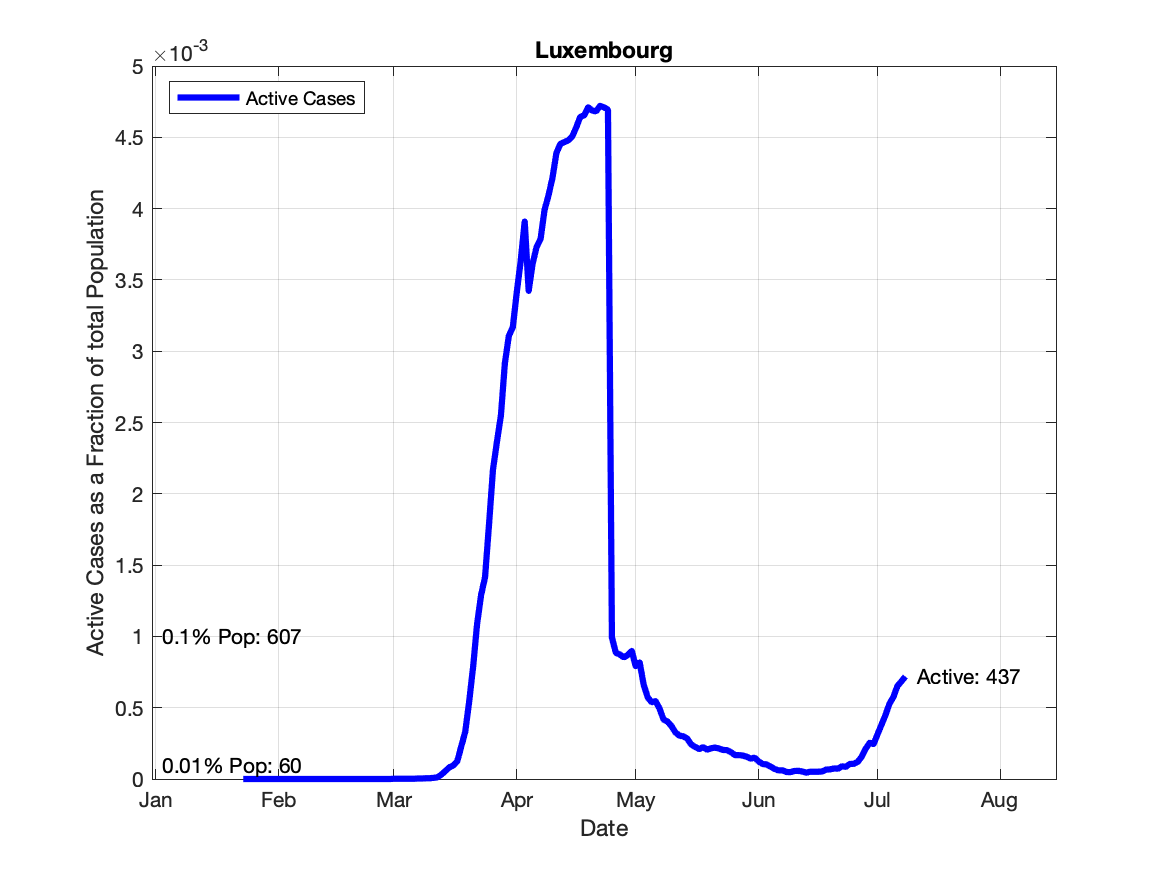 Luxembourg
×10-3
5
4.5
4
3.5
3
2.5
2
1.5
1
0.5
0
Active Cases as a Fraction of total Population
Active Cases
0.1% Pop: 607
0.01% Pop: 60
Active: 437
Jan Feb Mar Apr May Jun Jul Aug
Date